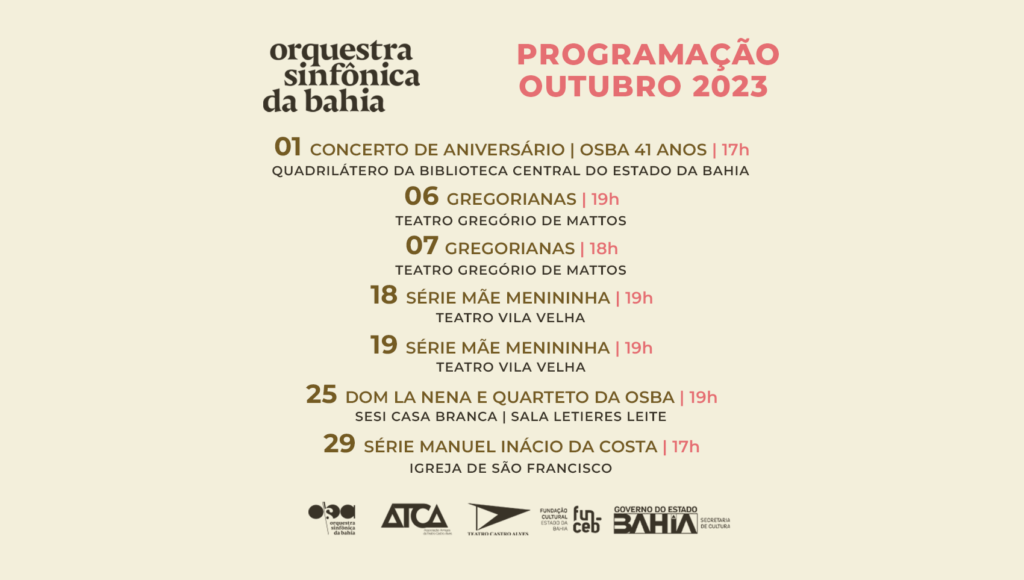 orquestra
sinfônica
da bahia
PROGRAMAÇÃO
OUTUBRO 2023
01 CONCERTO DE ANIVERSÁRIO | OSBA 41 ANOS | 17h
QUADRILÁTERO DA BIBLIOTECA CENTRAL DO ESTADO DA BAHIA
06 GREGORIANAS | 19h
TEATRO GREGÓRIO DE MATTOS
07 GREGORIANAS | 18h
TEATRO GREGÓRIO DE MATTOS
18 SÉRIE MÃE MENININHA | 19h
TEATRO VILA VELHA
19 SÉRIE MÃE MENININHA | 19h
TEATRO VILA VELHA
25 DOM LA NENA E QUARTETO DA OSBA | 19h
SESI CASA BRANCA | SALA LETIERES LEITE
29 SÉRIE MANUEL INÁCIO DA COSTA | 17h
IGREJA DE SÃO FRANCISCO
orquestra
sinfônica
da bahia
ATCA
TEATRO CASTRO ALVES
FUNDAÇÃO
CULTURAL
ESTADO DA
BAHIA
fun
ceb
GOVERNO DO ESTADO
BAHIA
SECRETARIA
DE CULTURA